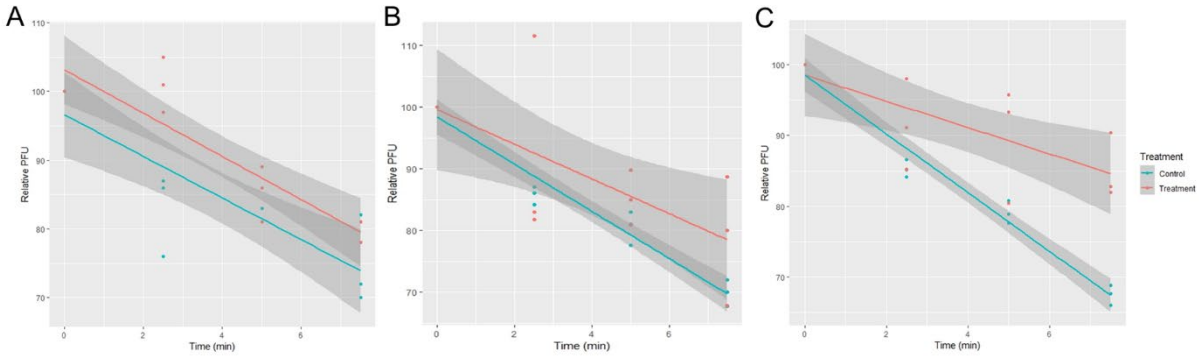 A
B
C
110
100
90
80
70
Relative PFU
0
2
4
6
Time (min)
110
100
90
80
70
Relative PFU
0
2
4
6
Time (min)
100
90
80
70
Relative PFU
0
2
4
6
Time (min)
Treatment
Control
Treatment